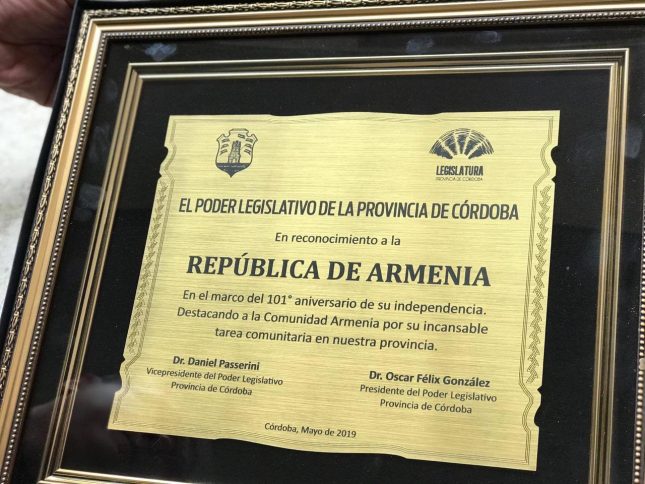 LEGISLATURA
PROVINCIA DE CÓRDOBA
EL PODER LEGISLATIVO DE LA PROVINCIA DE CÓRDOBA
En reconocimiento a la
REPÚBLICA DE ARMENIA
En el marco del 101° aniversario de su independencia.
Destacando a la Comunidad Armenia por su incansable
tarea comunitaria en nuestra provincia.
Dr. Daniel Passerini
Vicepresidente del Poder Legislativo
Provincia de Córdoba
Dr. Oscar Félix González
Presidente del Poder Legislativo
Provincia de Córdoba
Córdoba, Mayo de 2019